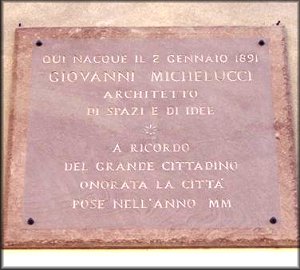 QUI NACQUE IL 2 GENNAIO 1891
GIOVANNI MICHELUCCI
ARCHITETTO
DI SPAZI E DI IDEE
A RICORDO
DEL GRANDE CITTADINO
ONORATA LA CITTÀ
POSE NELL'ANNO MM